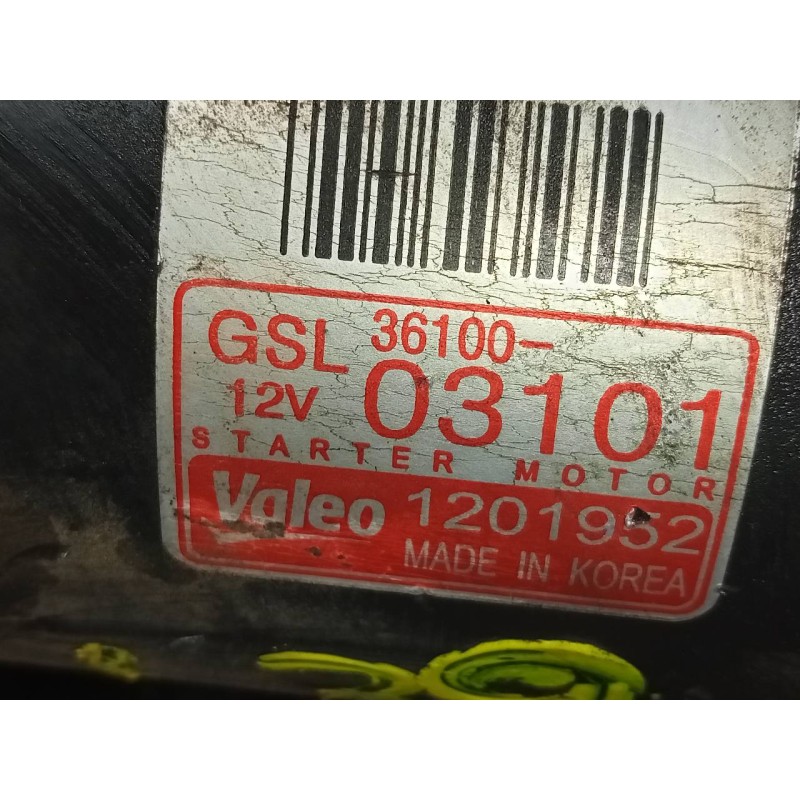 GSL 36100-
12V 03101
STARTER MOTOR
Valeo 1201952
MADE IN KOREA